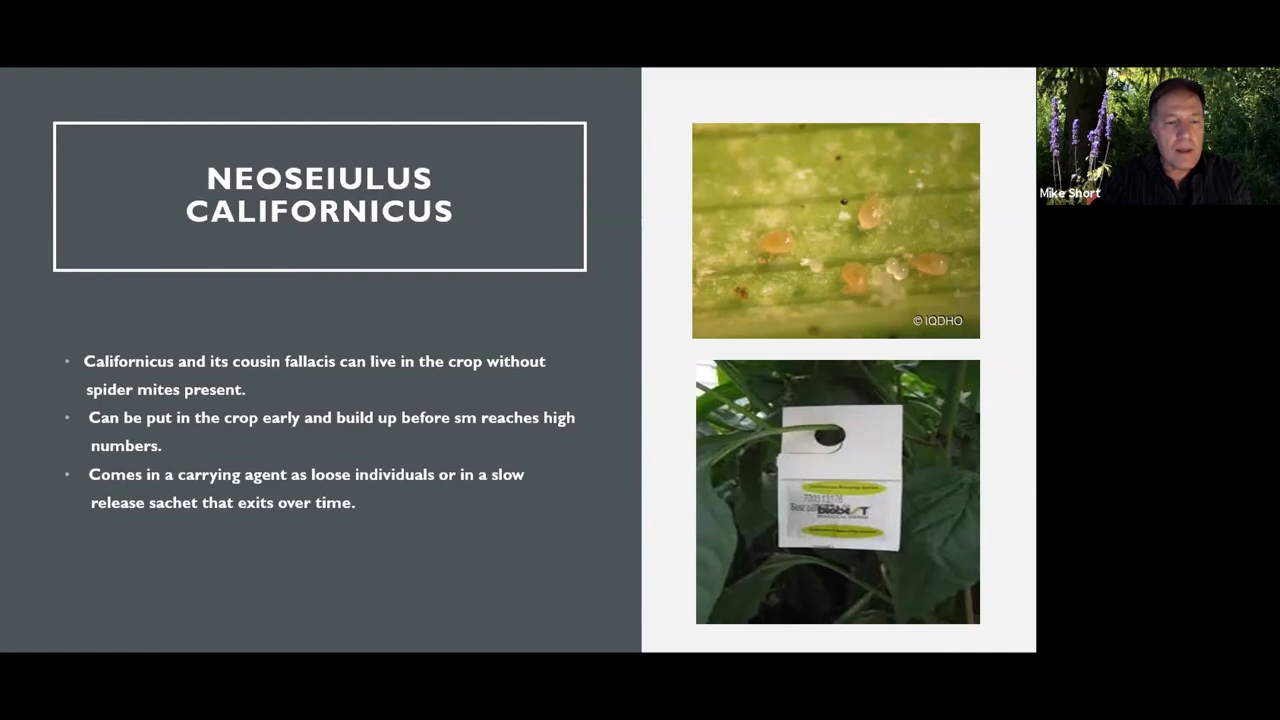 NEOSEIULUS
CALIFORNICUS
• Californicus and its cousin fallacis can live in the crop without
spider mites present.
• Can be put in the crop early and build up before sm reaches high
numbers.
• Comes in a carrying agent as loose individuals or in a slow
release sachet that exits over time.
© IQDHO
biobest
Mike Short